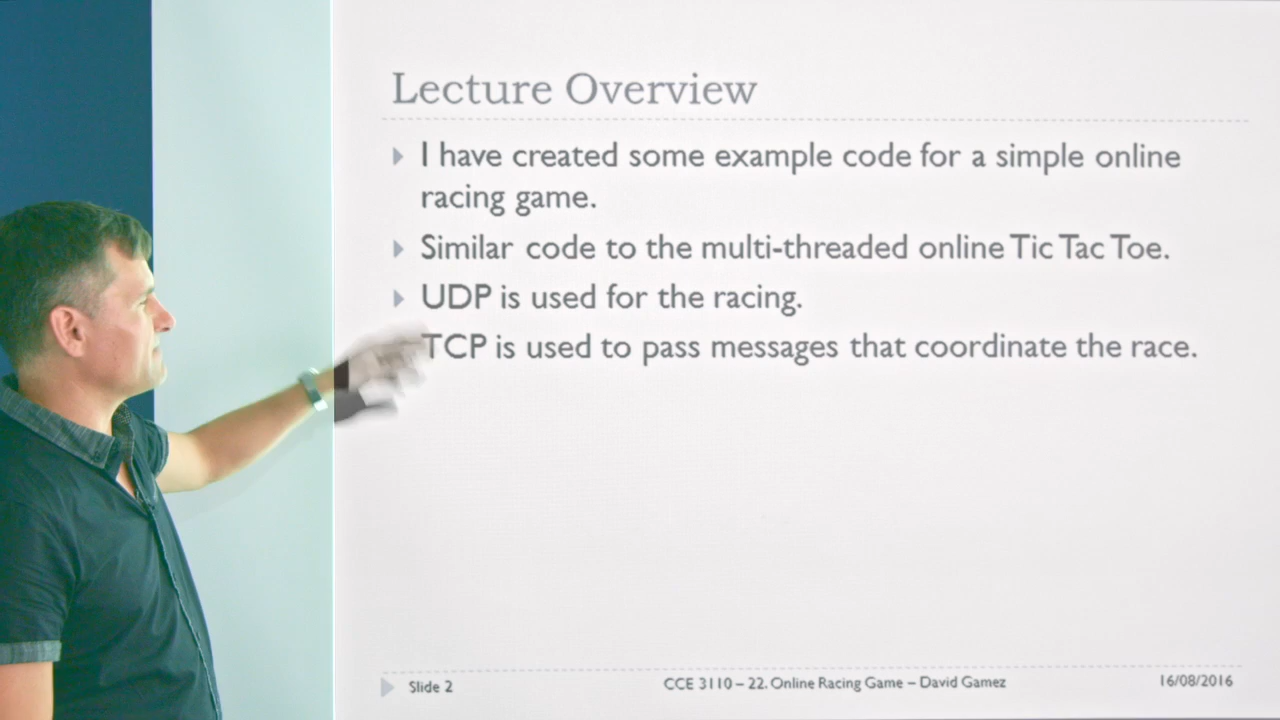 Lecture Overview
I have created some example code for a simple online
racing game.
Similar code to the multi-threaded online Tic Tac Toe.
UDP is used for the racing.
TCP is used to pass messages that coordinate the race.
Slide 2
CCE 3110 – 22. Online Racing Game – David Gamez
16/08/2016